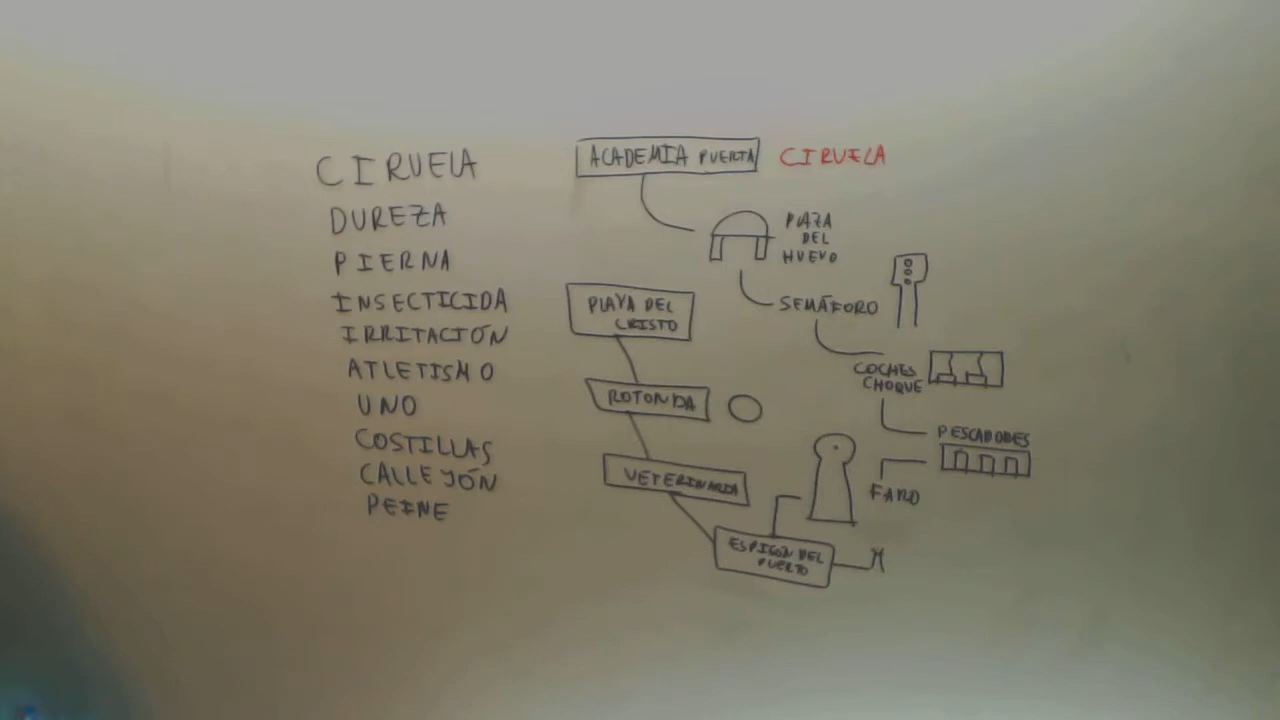 CIRUELA
DUREZA
PIERNA
INSECTICIDA
IRRITACIÓN
ATLETISMO
UNO
COSTILLAS
CALLEJÓN
PEINE
ACADEMIA PUERTA CIRUELA
PLAZA
DEL
HUEVO
SEMÁFORO
COCHES
CHOQUE
PESCADORES
FARO
ESPIGÓN DEL
PUERTO
VETERINARIA
ROTONDA
PLAYA DEL
CRISTO